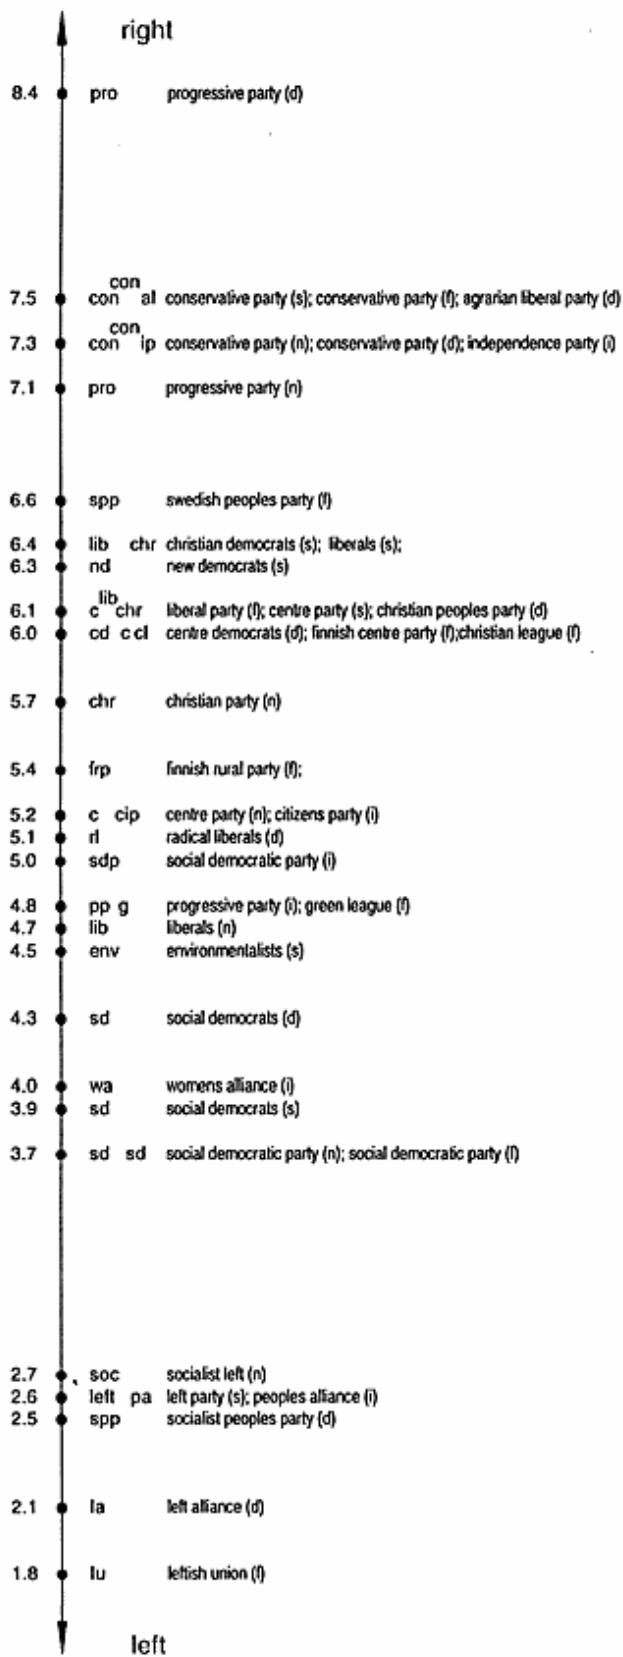 right
8.4 pro progressive party (d)
7.5 con con al conservative party (s); conservative party (f); agrarian liberal party (d)
7.3 con con ip conservative party (n); conservative party (d); independence party (i)
7.1 pro progressive party (n)
6.6 spp swedish peoples party (f)
6.4 lib chr christian democrats (s); liberals (s);
6.3 nd new democrats (s)
6.1 c lib chr liberal party (f); centre party (s); christian peoples party (d)
6.0 cd c cl centre democrats (d); finnish centre party (f);christian league (f)
5.7 chr christian party (n)
5.4 frp finnish rural party (f);
5.2 c cip centre party (n); citizens party (i)
5.1 rl radical liberals (d)
5.0 sdp social democratic party (i)
4.8 pp g progressive party (i); green league (f)
4.7 lib liberals (n)
4.5 env environmentalists (s)
4.3 sd social democrats (d)
4.0 wa womens alliance (i)
3.9 sd social democrats (s)
3.7 sd sd social democratic party (n); social democratic party (f)
2.7 soc socialist left (n)
2.6 left pa left party (s); peoples alliance (i)
2.5 spp socialist peoples party (d)
2.1 la left alliance (d)
1.8 lu leftish union (f)
left